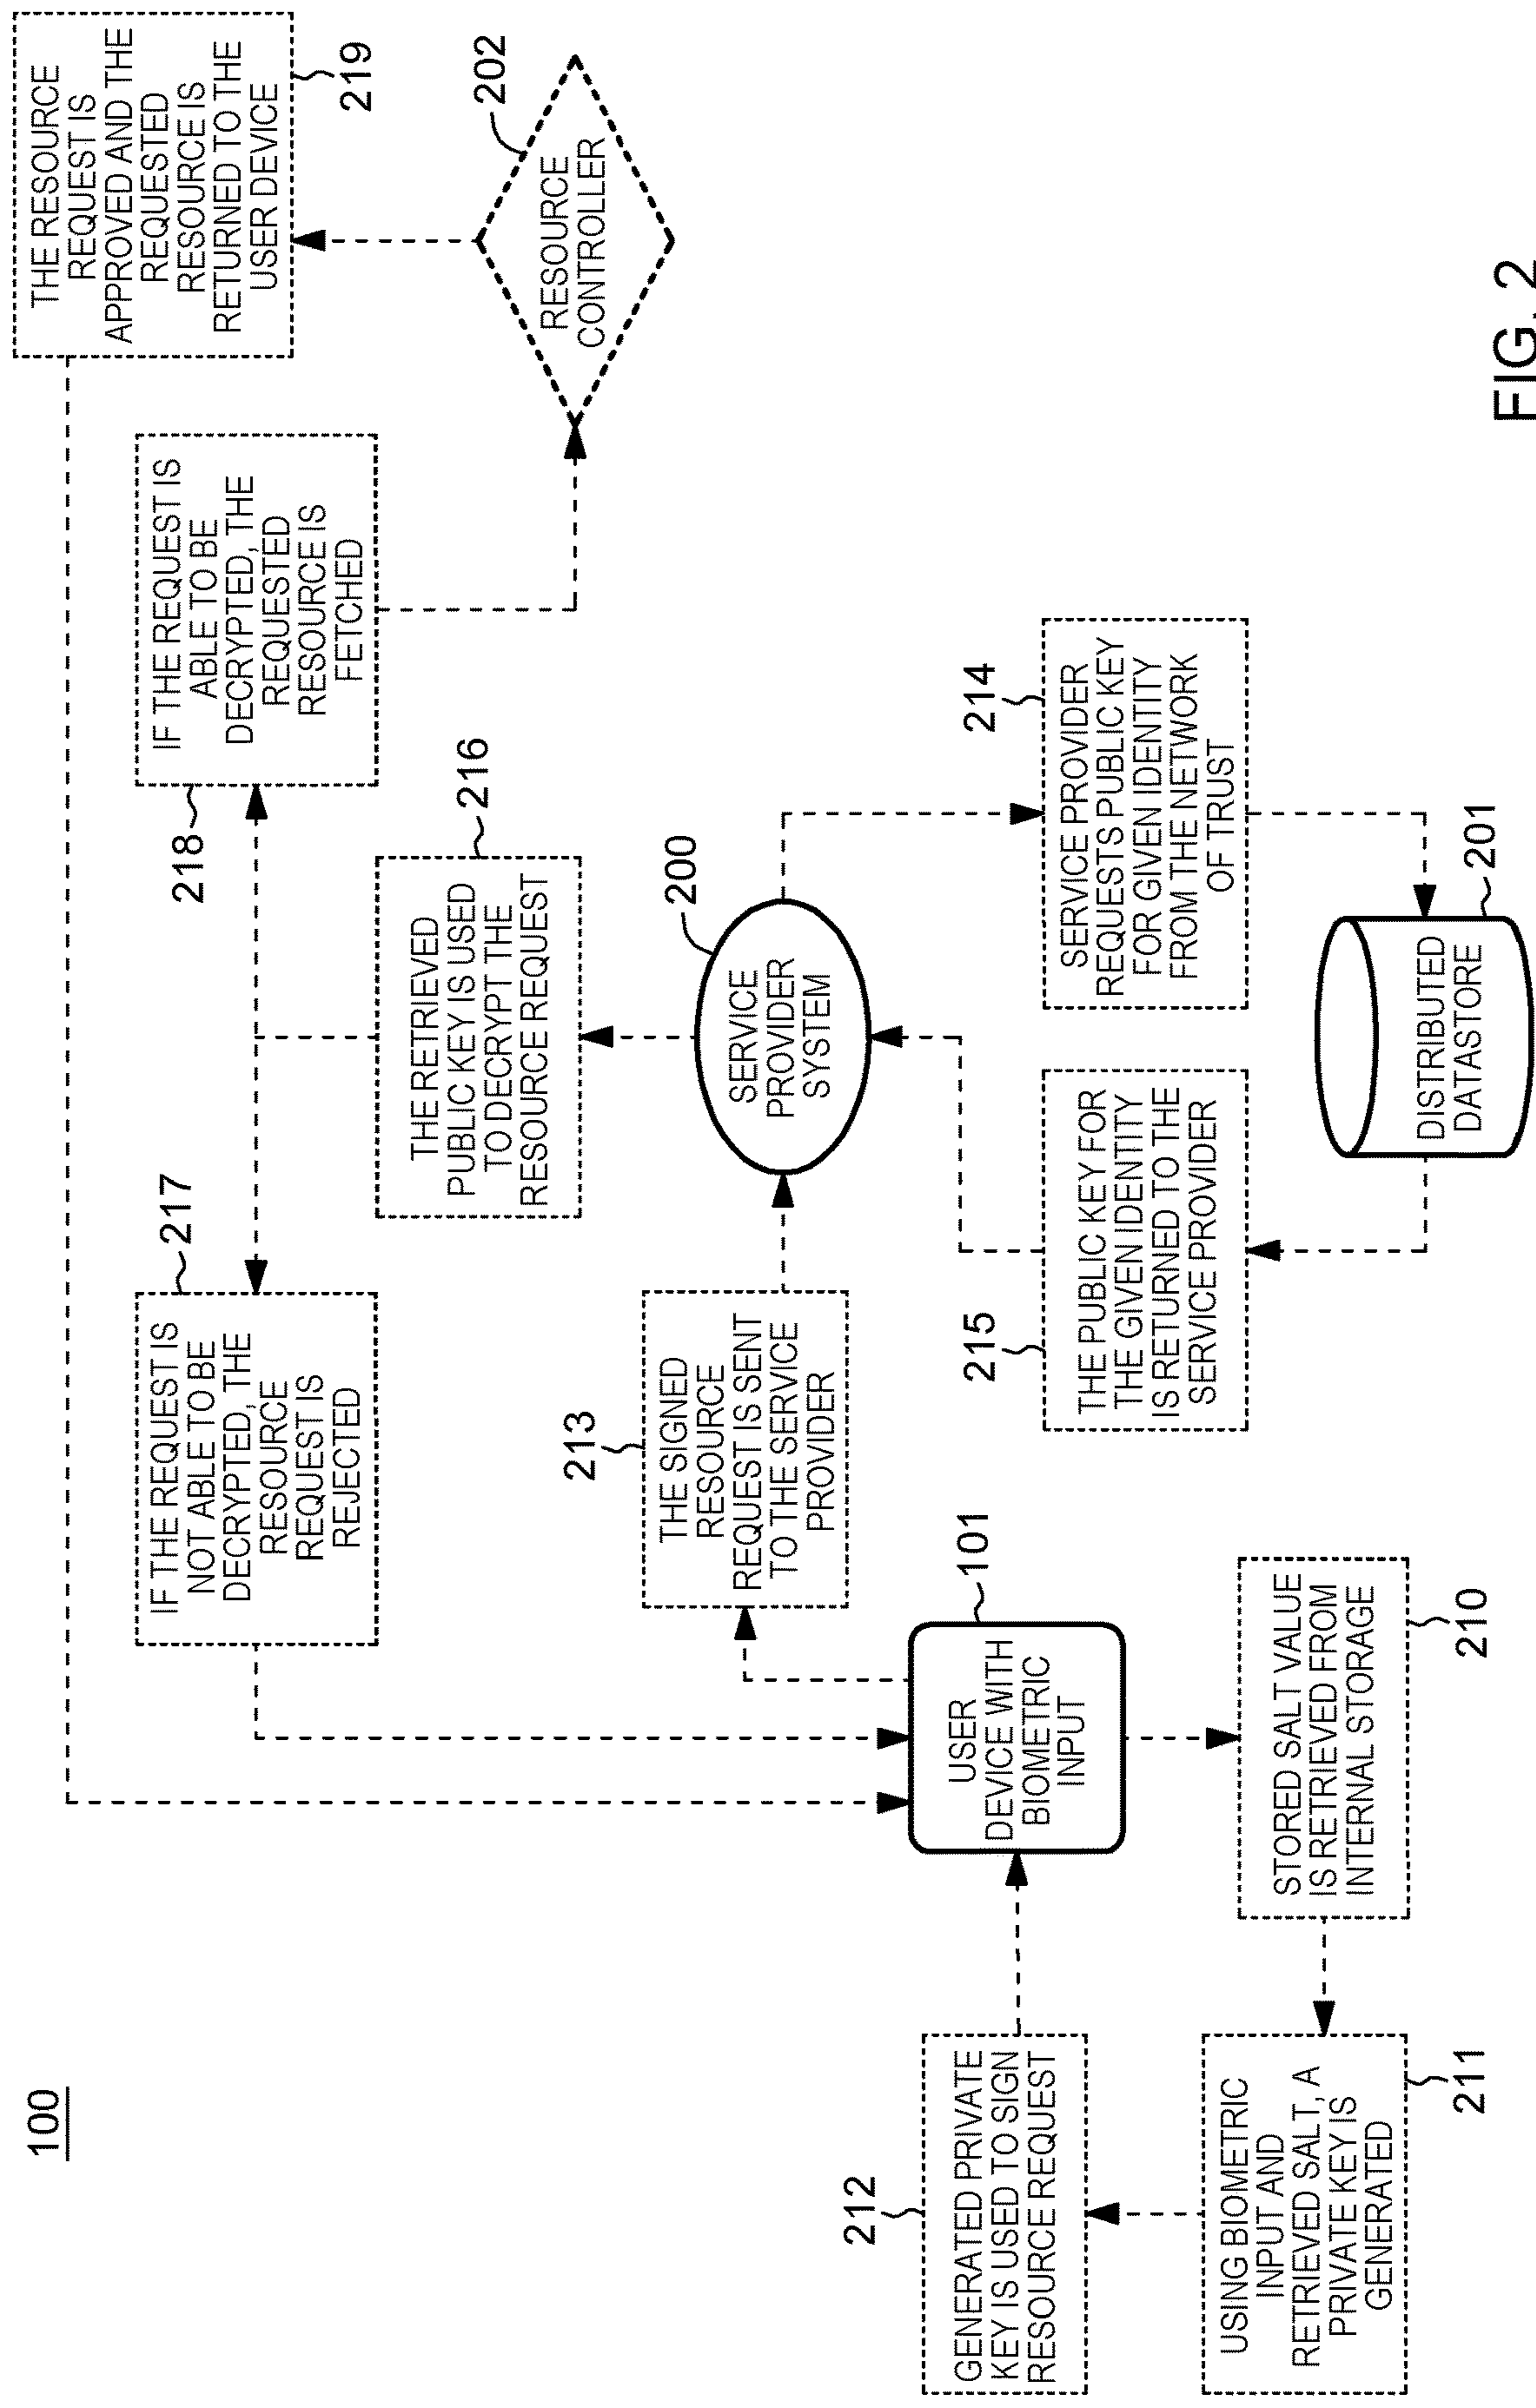 100
THE RESOURCE
REQUEST IS
APPROVED AND THE
REQUESTED
RESOURCE IS
RETURNED TO THE
USER DEVICE
219
IF THE REQUEST IS
NOT ABLE TO BE
DECRYPTED, THE
RESOURCE
REQUEST IS
REJECTED
217
IF THE REQUEST IS
ABLE TO BE
DECRYPTED, THE
REQUESTED
RESOURCE IS
FETCHED
218
THE RETRIEVED
PUBLIC KEY IS USED
TO DECRYPT THE
RESOURCE REQUEST
216
RESOURCE
CONTROLLER
202
THE SIGNED
RESOURCE
REQUEST IS SENT
TO THE SERVICE
PROVIDER
213
SERVICE
PROVIDER
SYSTEM
200
GENERATED PRIVATE
KEY IS USED TO SIGN
RESOURCE REQUEST
212
USER
DEVICE WITH
BIOMETRIC
INPUT
101
THE PUBLIC KEY FOR
THE GIVEN IDENTITY
IS RETURNED TO THE
SERVICE PROVIDER
215
SERVICE PROVIDER
REQUESTS PUBLIC KEY
FOR GIVEN IDENTITY
FROM THE NETWORK
OF TRUST
214
USING BIOMETRIC
INPUT AND
RETRIEVED SALT, A
PRIVATE KEY IS
GENERATED
211
STORED SALT VALUE
IS RETRIEVED FROM
INTERNAL STORAGE
210
DISTRIBUTED
DATASTORE
201
FIG. 2